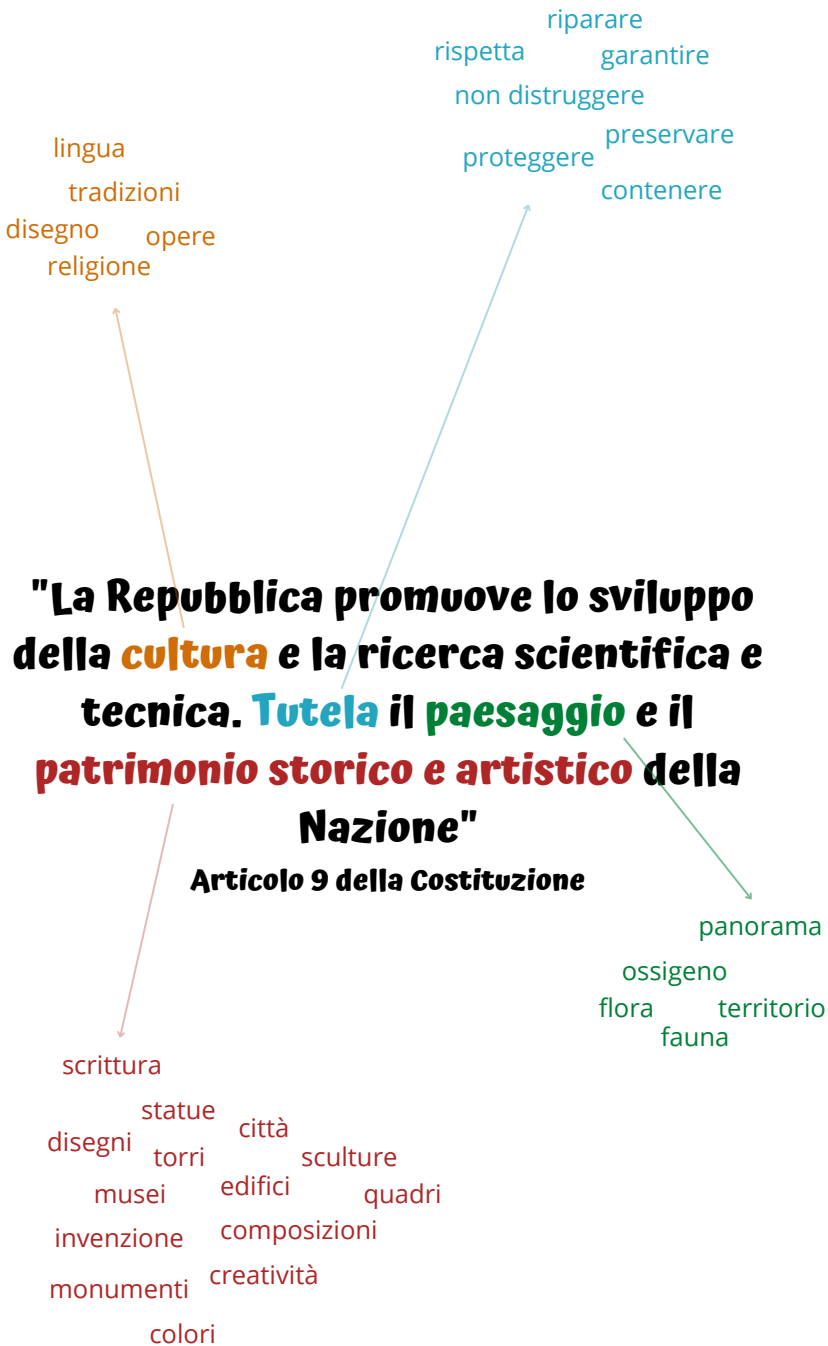 riparare
rispetta
garantire
non distruggere
preservare
proteggere
contenere
lingua
tradizioni
disegno
opere
religione
"La Repubblica promuove lo sviluppo
della cultura e la ricerca scientifica e
tecnica. Tutela il paesaggio e il
patrimonio storico e artistico della
Nazione"
Articolo 9 della Costituzione
panorama
ossigeno
flora
territorio
fauna
scrittura
statue
città
disegni
torri
sculture
musei
edifici
quadri
invenzione
composizioni
monumenti
creatività
colori